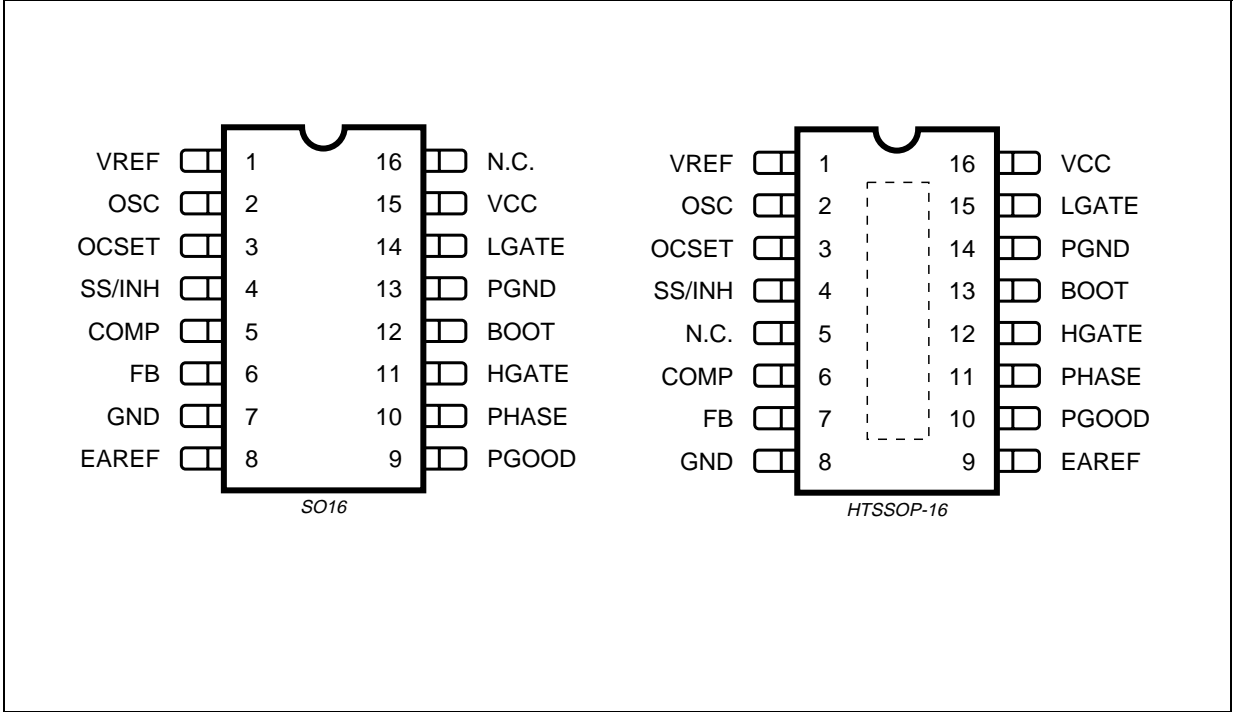 VREF 1 16 N.C.
OSC 2 15 VCC
OCSET 3 14 LGATE
SS/INH 4 13 PGND
COMP 5 12 BOOT
FB 6 11 HGATE
GND 7 10 PHASE
EAREF 8 9 PGOOD
SO16
VREF 1 16 VCC
OSC 2 15 LGATE
OCSET 3 14 PGND
SS/INH 4 13 BOOT
N.C. 5 12 HGATE
COMP 6 11 PHASE
FB 7 10 PGOOD
GND 8 9 EAREF
HTSSOP-16